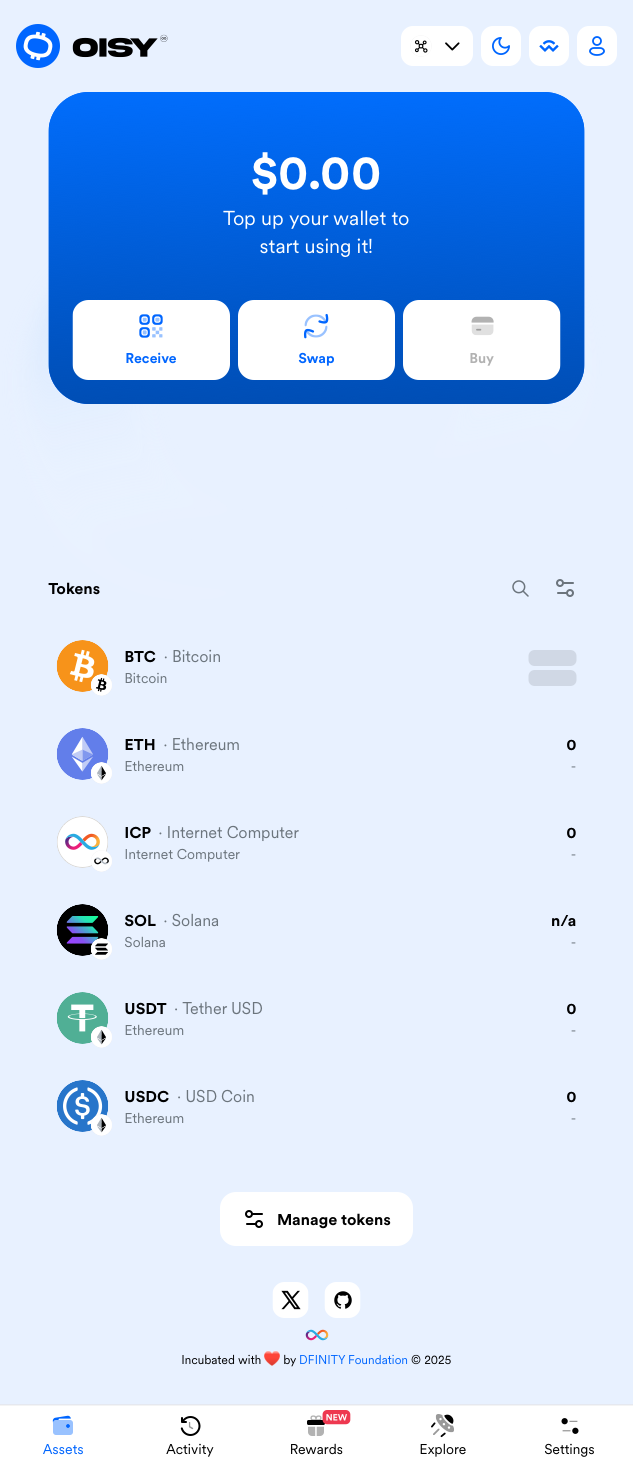 OISY
$0.00
Top up your wallet to
start using it!
Receive
Swap
Buy
Tokens
BTC · Bitcoin
Bitcoin
ETH · Ethereum
0
Ethereum
-
ICP · Internet Computer
0
Internet Computer
-
SOL · Solana
n/a
Solana
-
USDT · Tether USD
0
Ethereum
-
USDC · USD Coin
0
Ethereum
-
Manage tokens
Incubated with ❤️ by DFINITY Foundation © 2025
NEW
Assets
Activity
Rewards
Explore
Settings